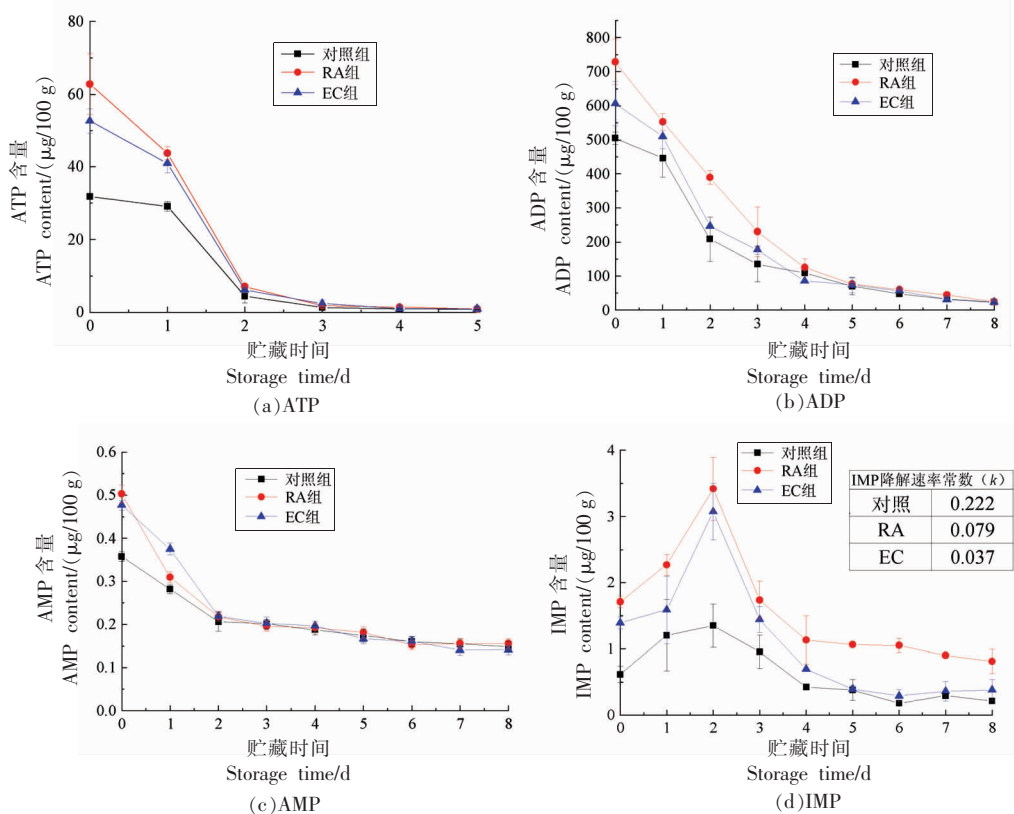 80
60
40
20
0
ATP 含量
ATP content/(μg/100 g)
对照组
RA组
EC组
0 1 2 3 4 5
贮藏时间
Storage time/d
(a)ATP
800
700
600
500
400
300
200
100
0
ADP 含量
ADP content/(μg/100 g)
对照组
RA组
EC组
0 1 2 3 4 5 6 7 8
贮藏时间
Storage time/d
(b)ADP
0.6
0.5
0.4
0.3
0.2
0.1
0.0
AMP 含量
AMP content/(μg/100 g)
对照组
RA组
EC组
0 1 2 3 4 5 6 7 8
贮藏时间
Storage time/d
(c)AMP
4
3
2
1
0
IMP 含量
IMP content/(μg/100 g)
对照组
RA组
EC组
IMP降解速率常数（k）
对照 0.222
RA 0.079
EC 0.037
0 1 2 3 4 5 6 7 8
贮藏时间
Storage time/d
(d)IMP